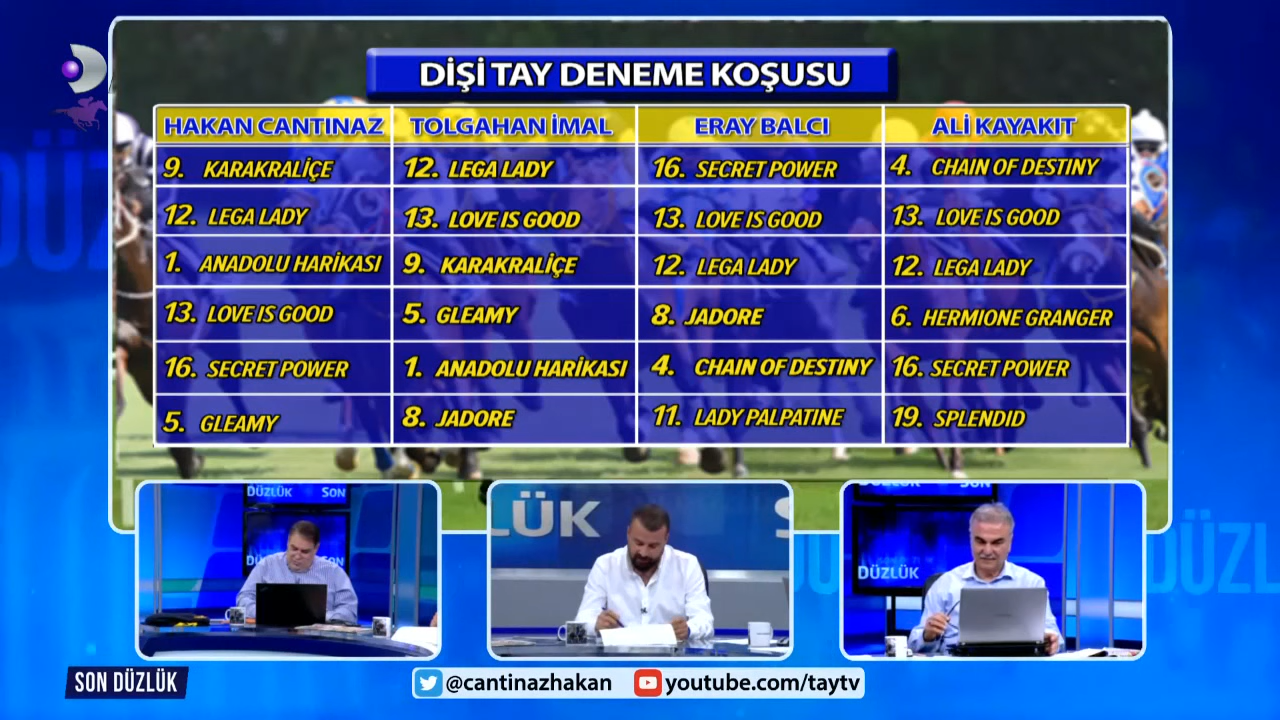 DİŞİ TAY DENEME KOŞUSU
HAKAN CANTINAZ TOLGAHAN İMAL ERAY BALCI ALİ KAYAKIT
9. KARAKRALİÇE 12. LEGA LADY 16. SECRET POWER 4. CHAIN OF DESTINY
12. LEGA LADY 13. LOVE IS GOOD 13. LOVE IS GOOD 13. LOVE IS GOOD
1. ANADOLU HARİKASI 9. KARAKRALİÇE 12. LEGA LADY 12. LEGA LADY
13. LOVE IS GOOD 5. GLEAMY 8. JADORE 6. HERMIONE GRANGER
16. SECRET POWER 1. ANADOLU HARİKASI 4. CHAIN OF DESTINY 16. SECRET POWER
5. GLEAMY 8. JADORE 11. LADY PALPATINE 19. SPLENDID
DÜZLÜK SON
DÜZLÜK SON
LÜK
DÜZLÜK
SON DÜZLÜK
@cantinazhakan youtube.com/taytv